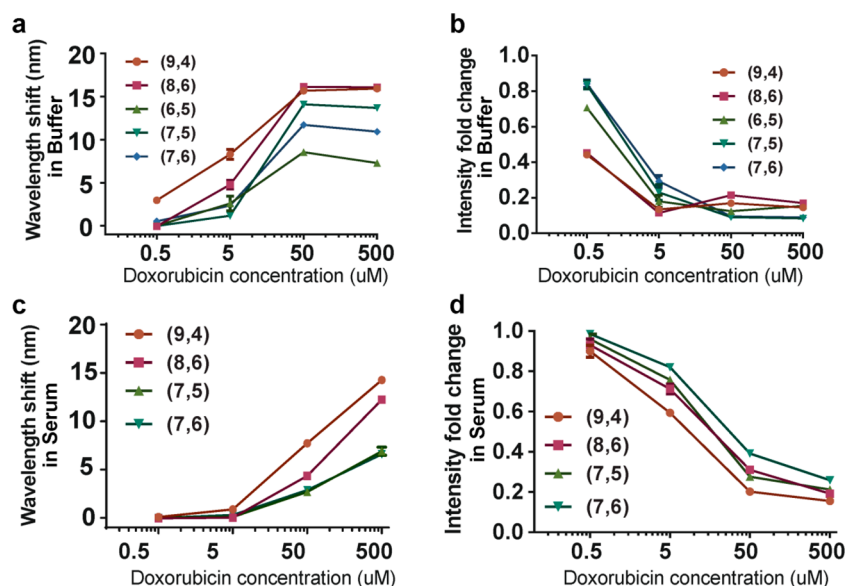 a
Wavelength shift (nm)
in Buffer
20
15
10
5
0
(9,4)
(8,6)
(6,5)
(7,5)
(7,6)
0.5 5 50 500
Doxorubicin concentration (uM)
b
Intensity fold change
in Buffer
1.0
0.8
0.6
0.4
0.2
0.0
(9,4)
(8,6)
(6,5)
(7,5)
(7,6)
0.5 5 50 500
Doxorubicin concentration (uM)
c
Wavelength shift (nm)
in Serum
20
15
10
5
0
(9,4)
(8,6)
(7,5)
(7,6)
0.5 5 50 500
Doxorubicin concentration (uM)
d
Intensity fold change
in Serum
1.0
0.8
0.6
0.4
0.2
0.0
(9,4)
(8,6)
(7,5)
(7,6)
0.5 5 50 500
Doxorubicin concentration (uM)